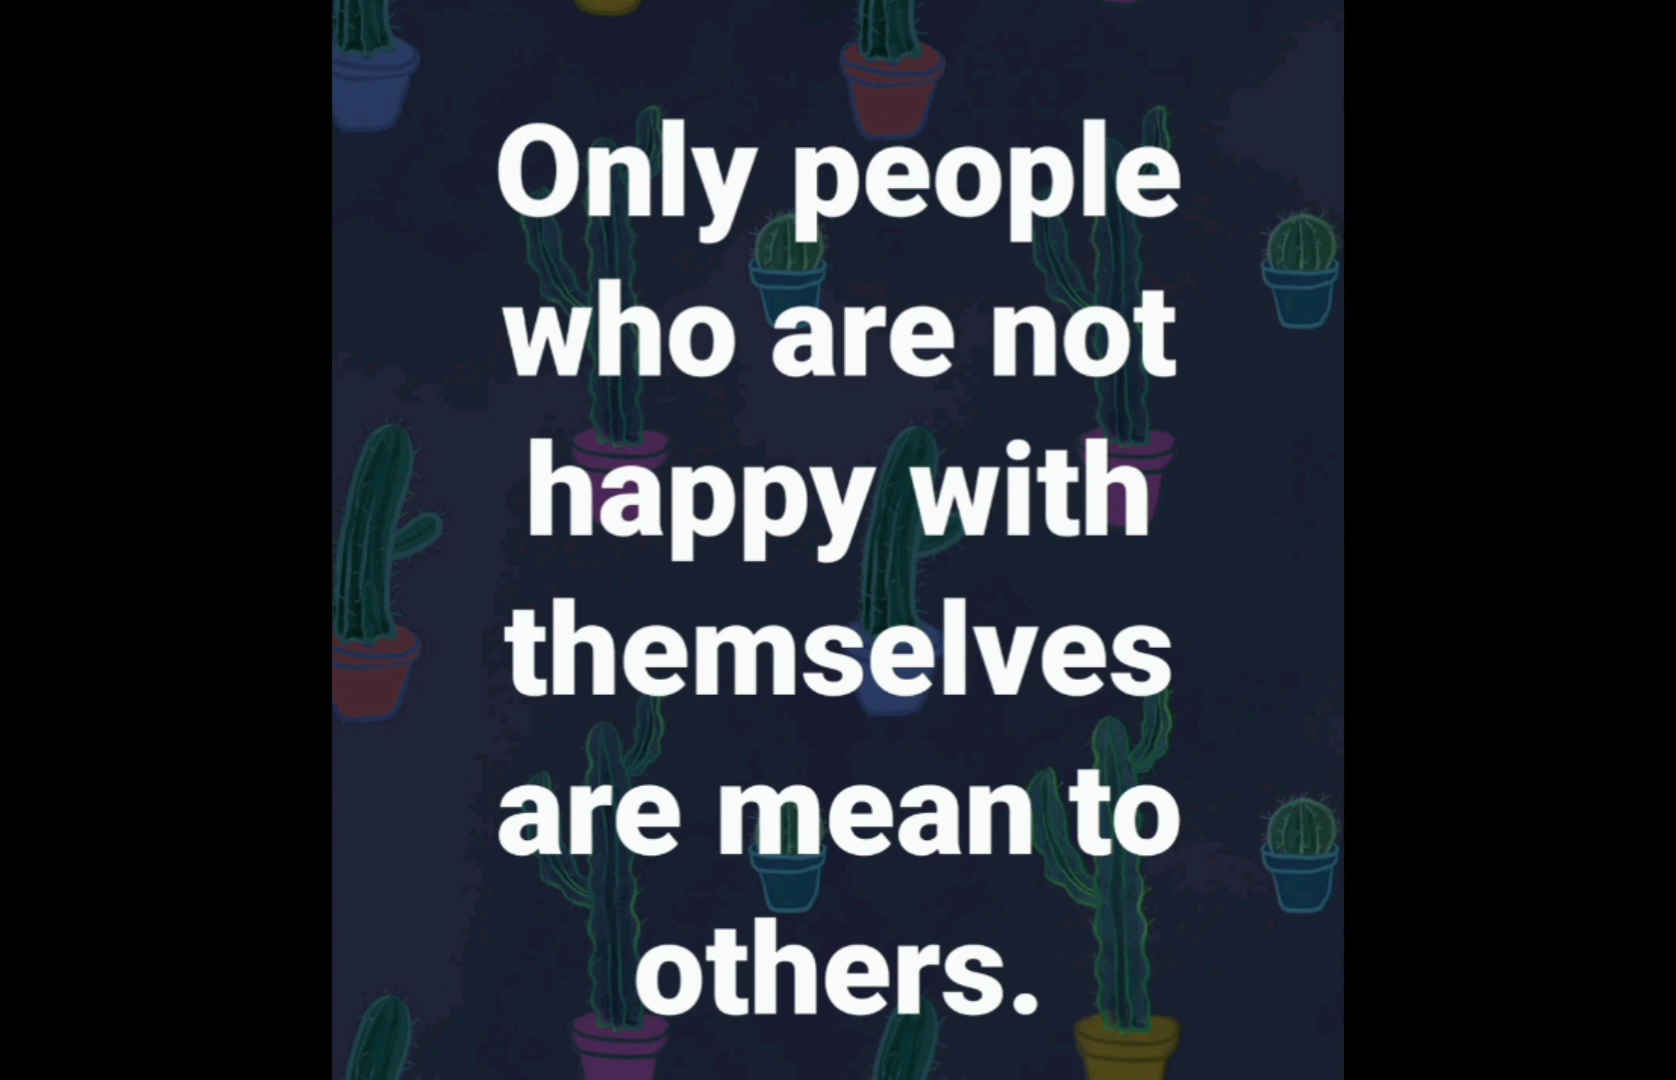 Only people
who are not
happy with
themselves
are mean to
others.